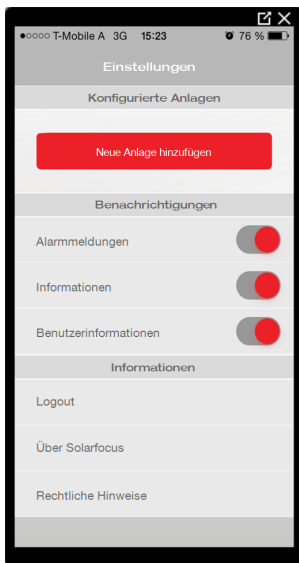 T-Mobile A 3G 15:23 76 %
Einstellungen
Konfigurierte Anlagen
Neue Anlage hinzufügen
Benachrichtigungen
Alarmmeldungen
Informationen
Benutzerinformationen
Informationen
Logout
Über Solarfocus
Rechtliche Hinweise